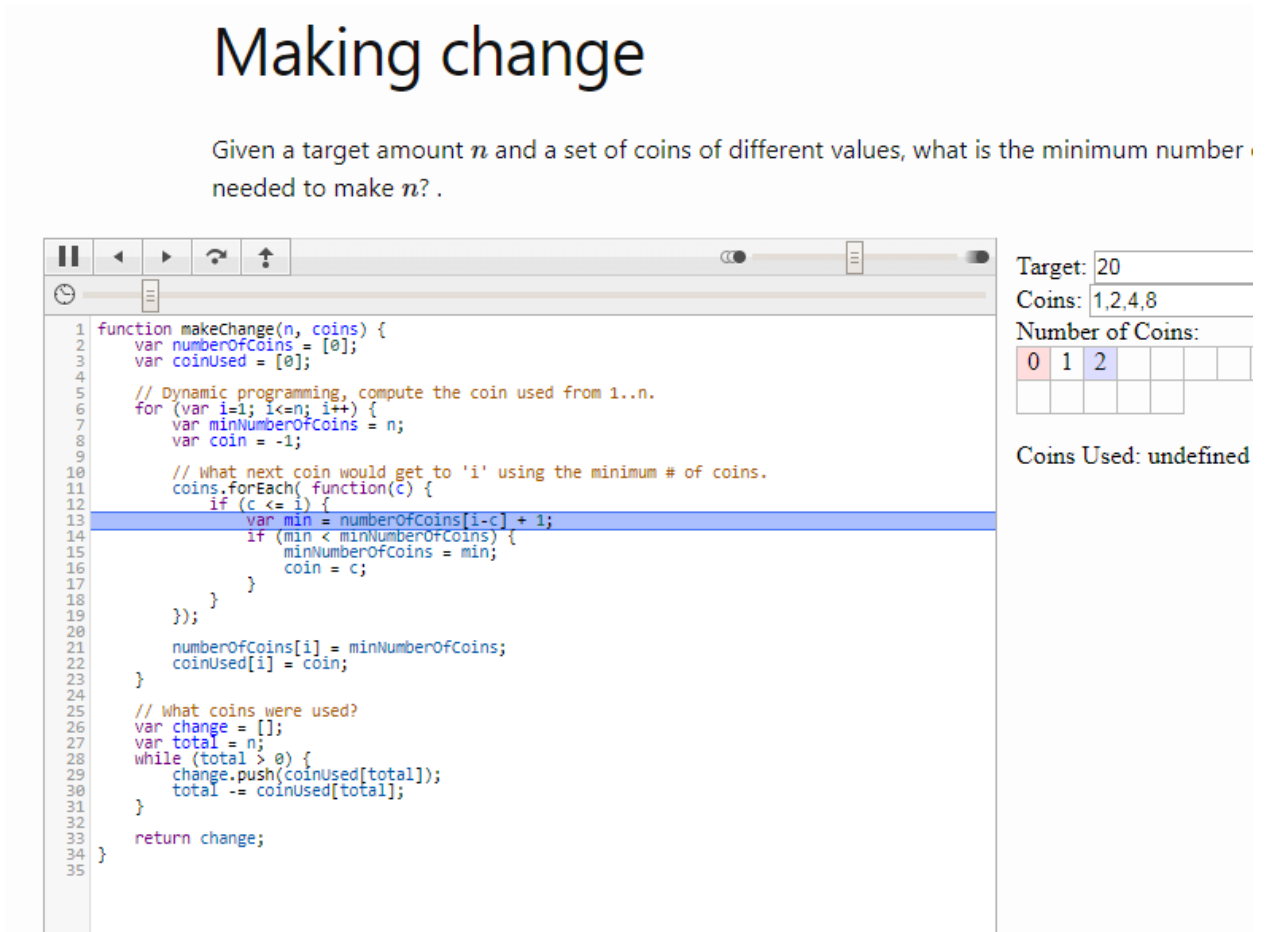 Making change
Given a target amount n and a set of coins of different values, what is the minimum number
needed to make n? .
Target: 20
Coins: 1,2,4,8
Number of Coins:
0 1 2
Coins Used: undefined
1 function makeChange(n, coins) {
2     var numberOfCoins = [0];
3     var coinUsed = [0];
4
5     // Dynamic programming, compute the coin used from 1..n.
6     for (var i=1; i<=n; i++) {
7         var minNumberOfCoins = n;
8         var coin = -1;
9
10         // What next coin would get to 'i' using the minimum # of coins.
11         coins.forEach( function(c) {
12             if (c <= i) {
13                 var min = numberOfCoins[i-c] + 1;
14                 if (min < minNumberOfCoins) {
15                     minNumberOfCoins = min;
16                     coin = c;
17                 }
18             }
19         });
20
21         numberOfCoins[i] = minNumberOfCoins;
22         coinUsed[i] = coin;
23     }
24
25     // What coins were used?
26     var change = [];
27     var total = n;
28     while (total > 0) {
29         change.push(coinUsed[total]);
30         total -= coinUsed[total];
31     }
32
33     return change;
34 }
35